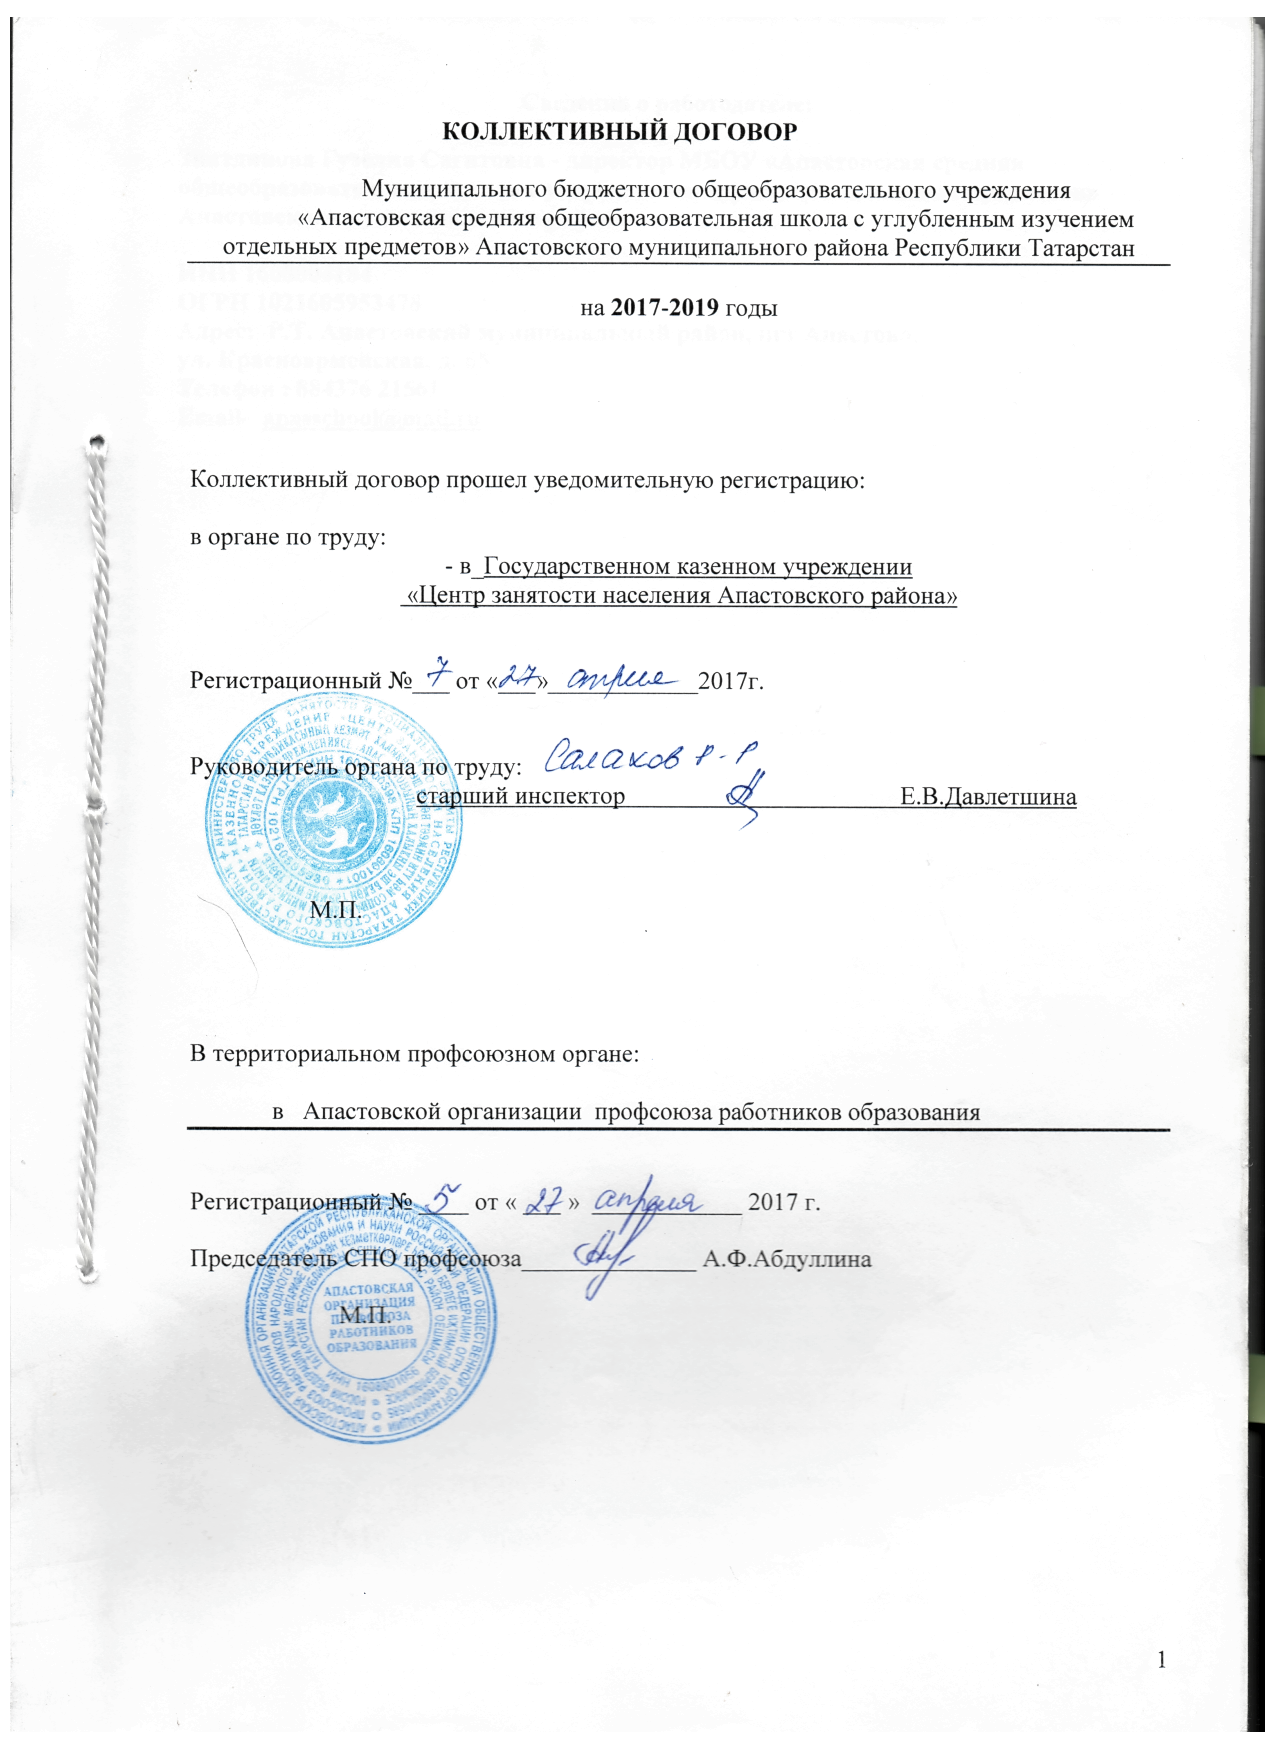 КОЛЛЕКТИВНЫЙ ДОГОВОР
Муниципального бюджетного общеобразовательного учреждения
«Апастовская средняя общеобразовательная школа с углубленным изучением
отдельных предметов» Апастовского муниципального района Республики Татарстан
на 2017-2019 годы
Коллективный договор прошел уведомительную регистрацию:
в органе по труду:
- в_Государственном казенном учреждении
«Центр занятости населения Апастовского района»
Регистрационный № 7 от «27» апреля 2017г.
Салахов Р.Р.
Руководитель органа по труду:
старший инспектор Е.В.Давлетшина
М.П.
В территориальном профсоюзном органе:
в Апастовской организации профсоюза работников образования
Регистрационный № 5 от « 27 » апреля 2017 г.
Председатель СПО профсоюза______________ А.Ф.Абдуллина
АПАСТОВСКАЯ
ОРГАНИЗАЦИЯ
ПРОФСОЮЗА
РАБОТНИКОВ
ОБРАЗОВАНИЯ
М.П.
1